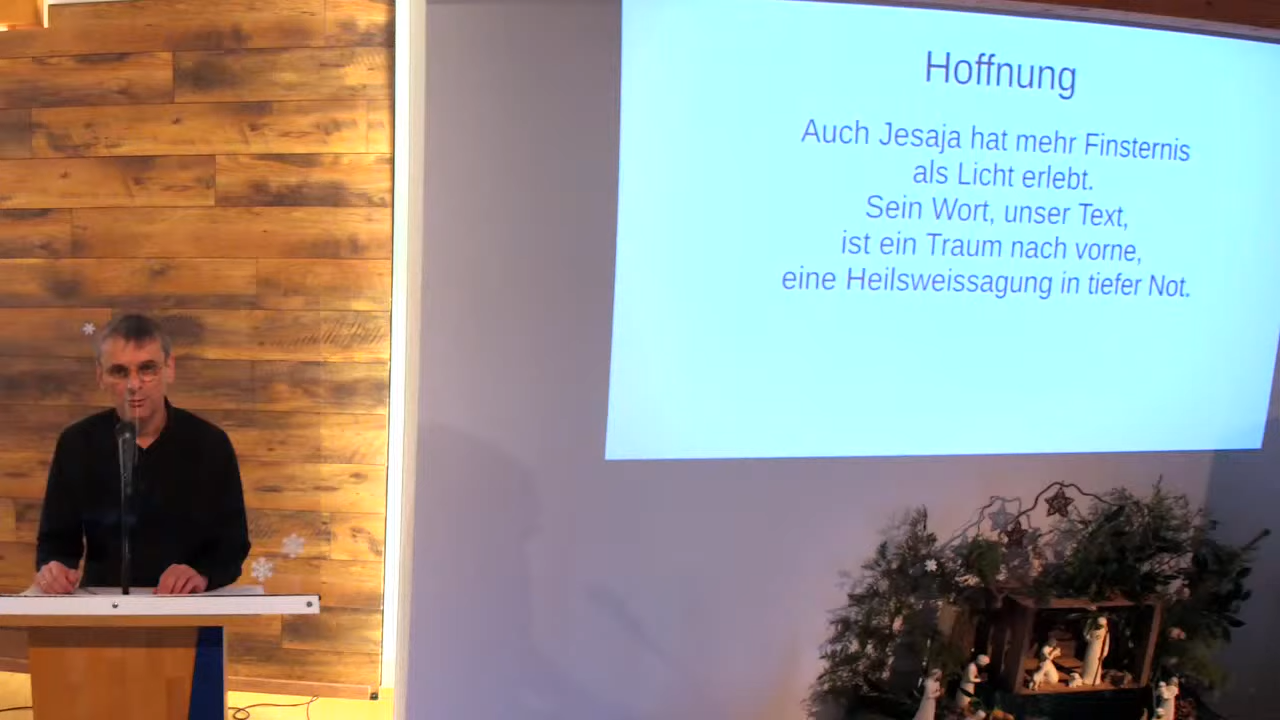 Hoffnung
Auch Jesaja hat mehr Finsternis
als Licht erlebt.
Sein Wort, unser Text,
ist ein Traum nach vorne,
eine Heilsweissagung in tiefer Not.